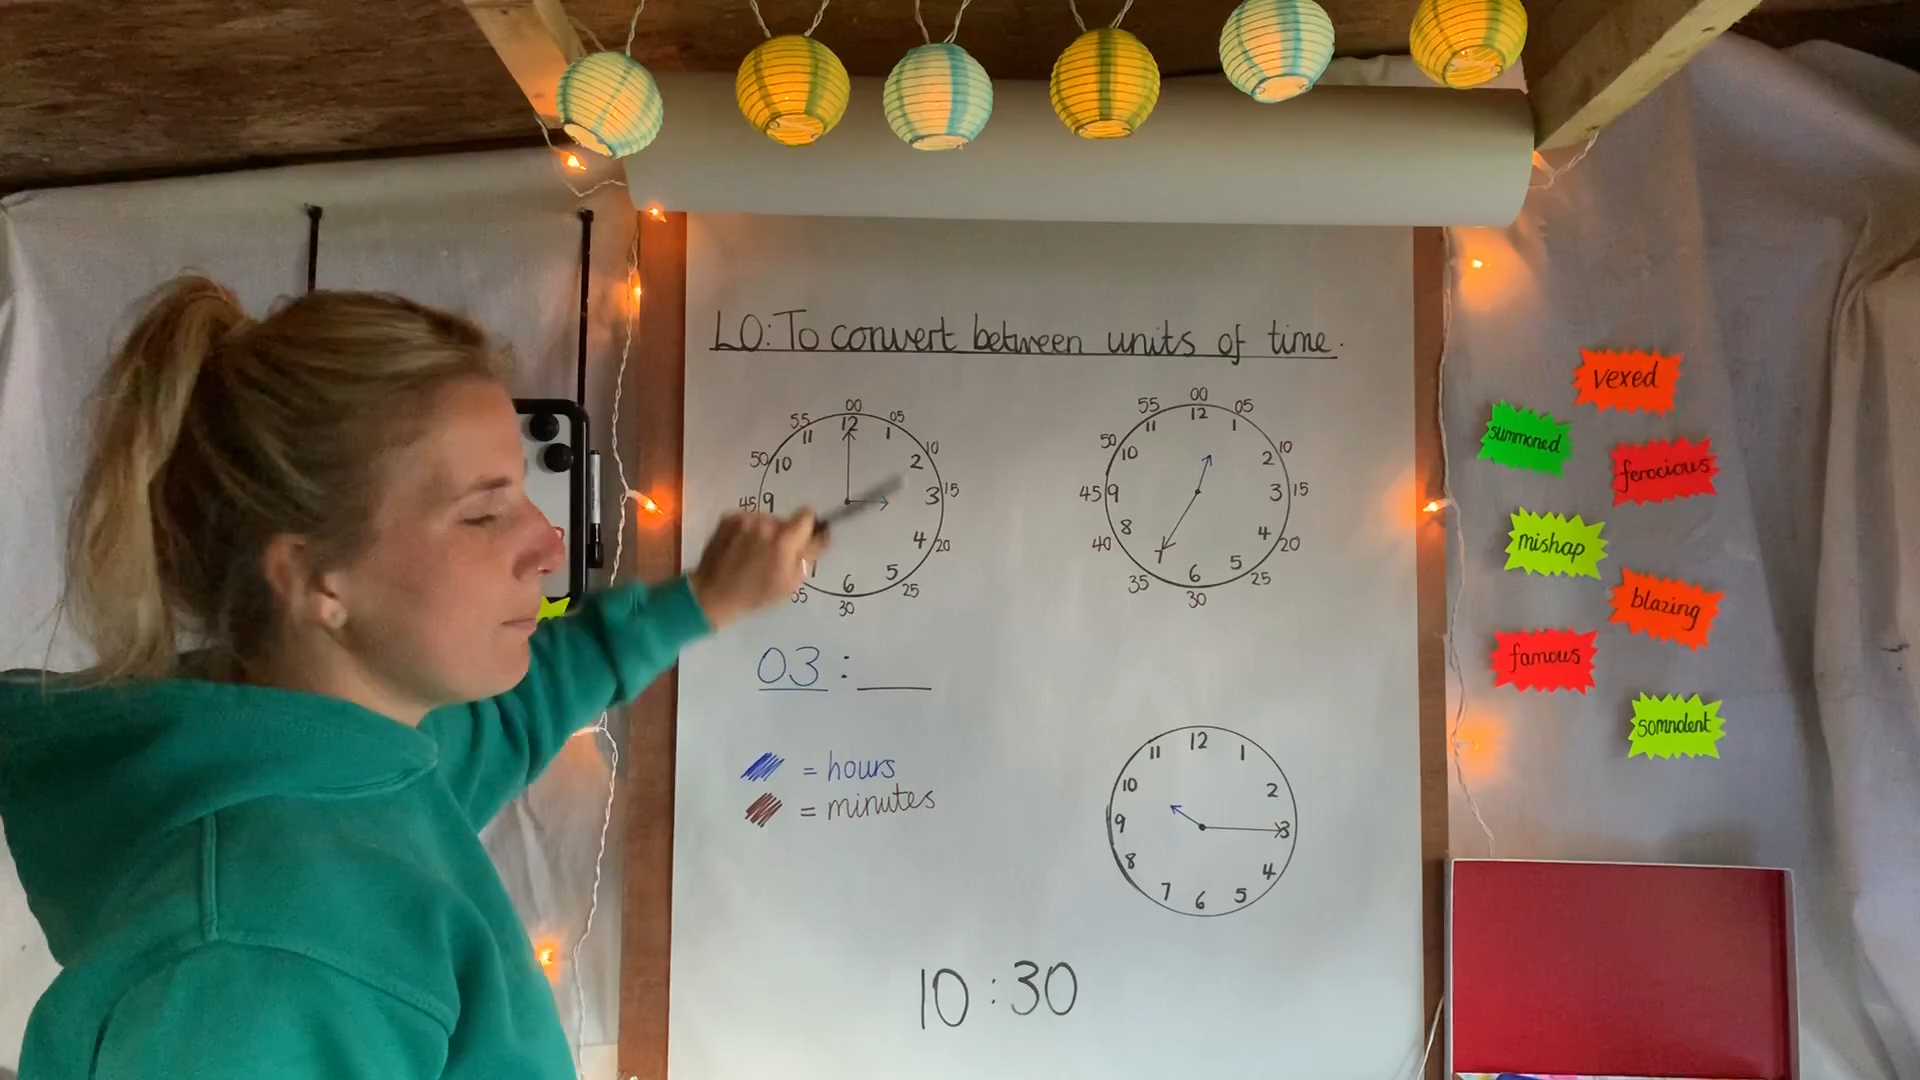 LO: To convert between units of time.
00
55 12 05
11 1
50 10 2 10
45 9 3 15
4 20
5 25
6
35 30
00
55 12 05
11 1
50 10 2 10
45 9 3 15
40 8 4 20
7 6 5
35 30 25
03 : __
= hours
= minutes
12
11 1
10 2
9 3
8 4
7 6 5
10:30
vexed
summoned
ferocious
mishap
blazing
famous
somnolent